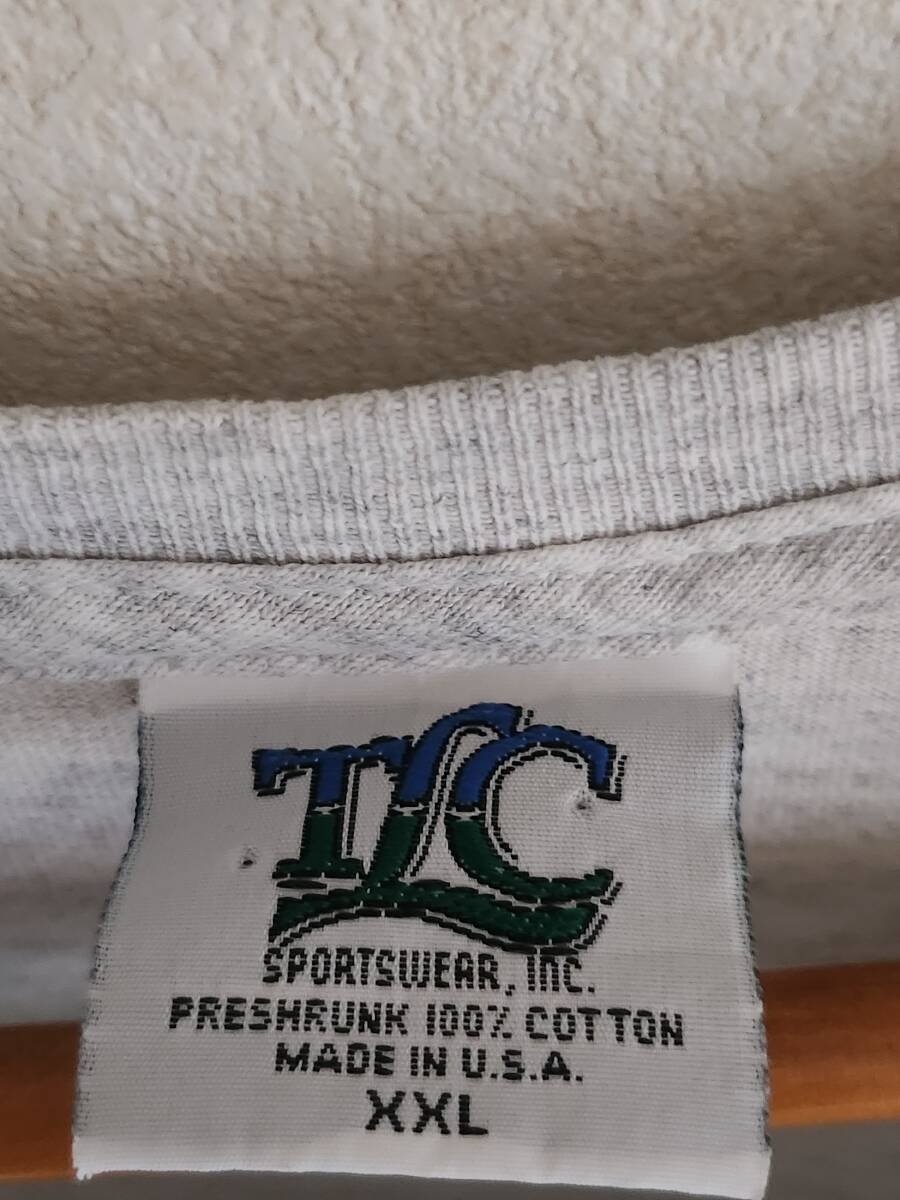 TLC
SPORTSWEAR, INC.
PRESHRUNK 100% COTTON
MADE IN U.S.A.
XXL